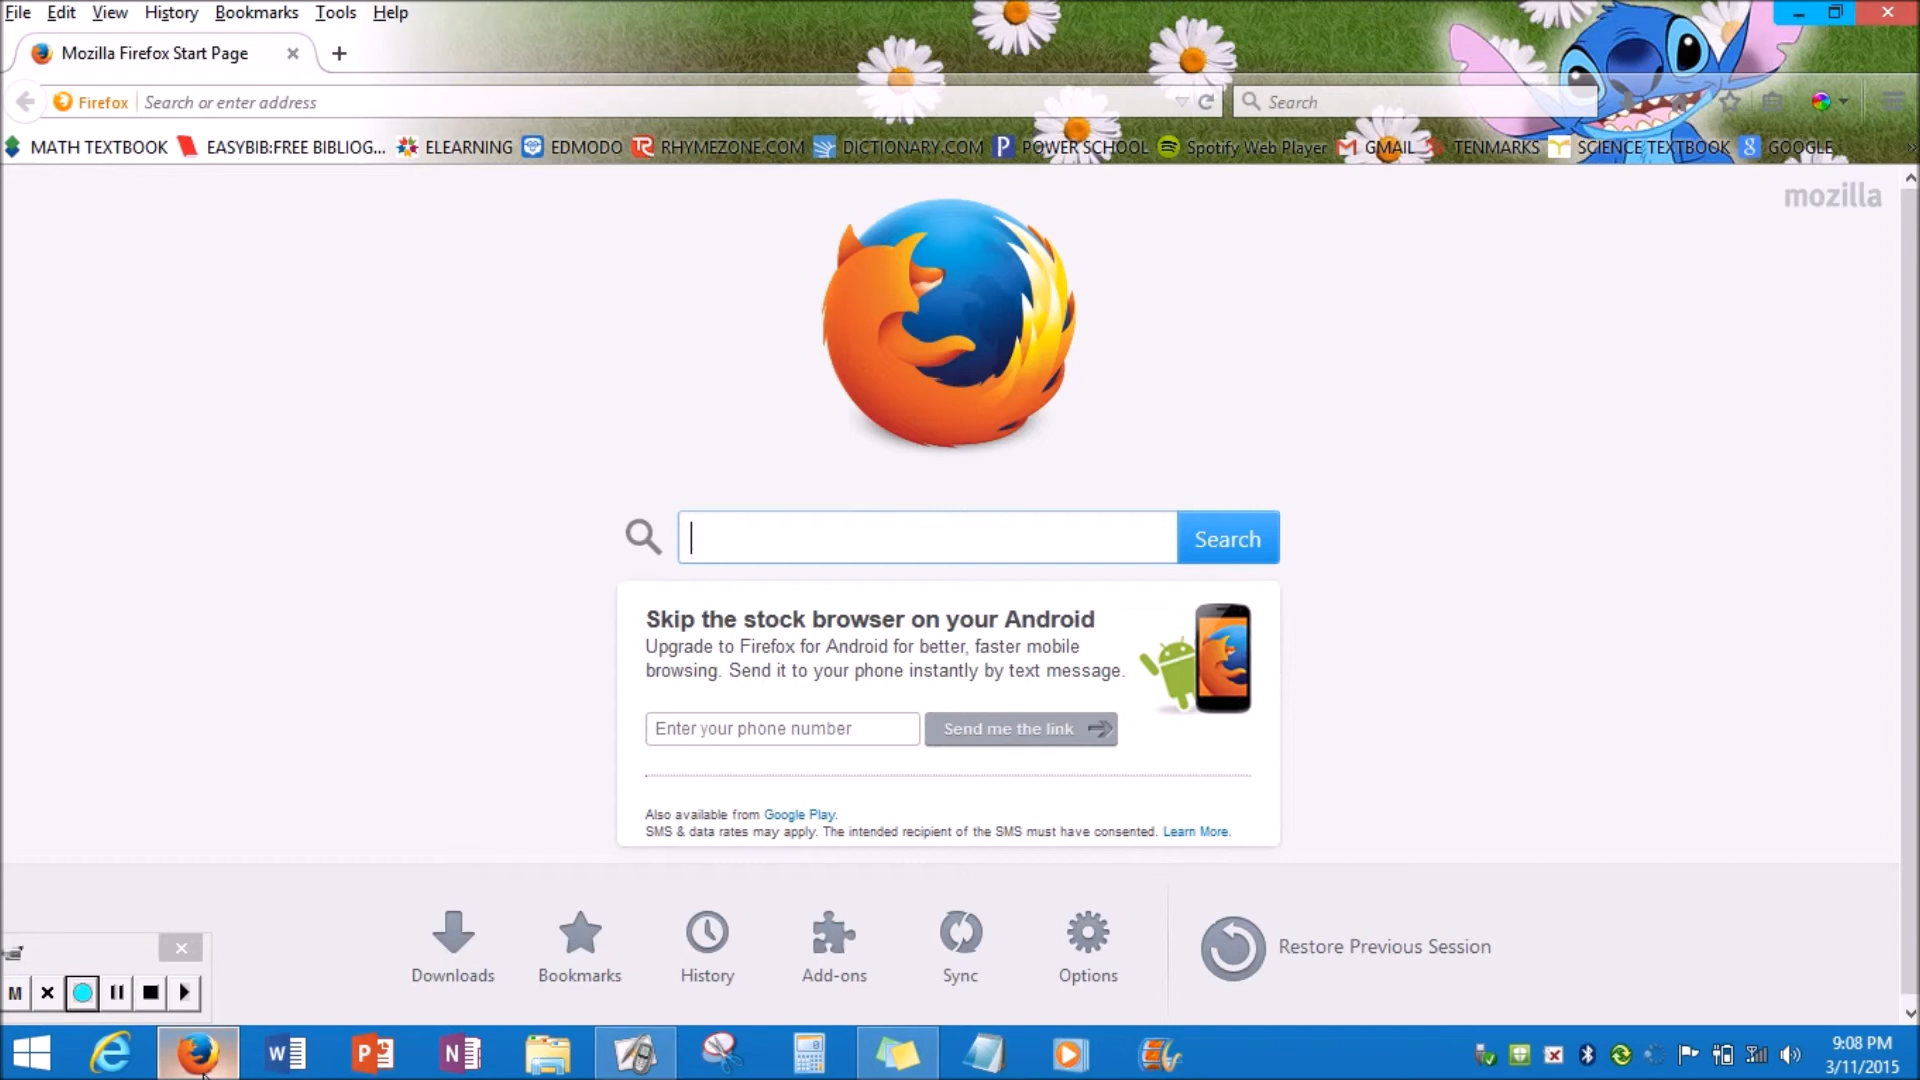 File Edit View History Bookmarks Tools Help
Mozilla Firefox Start Page
Firefox Search or enter address Search
MATH TEXTBOOK EASYBIB:FREE BIBLIOG... ELEARNING EDMODO RHYMEZONE.COM DICTIONARY.COM POWER SCHOOL Spotify Web Player GMAIL TENMARKS SCIENCE TEXTBOOK GOOGLE
mozilla
Search
Skip the stock browser on your Android
Upgrade to Firefox for Android for better, faster mobile
browsing. Send it to your phone instantly by text message.
Enter your phone number Send me the link
Also available from Google Play.
SMS & data rates may apply. The intended recipient of the SMS must have consented. Learn More.
Downloads Bookmarks History Add-ons Sync Options Restore Previous Session
M
9:08 PM
3/11/2015